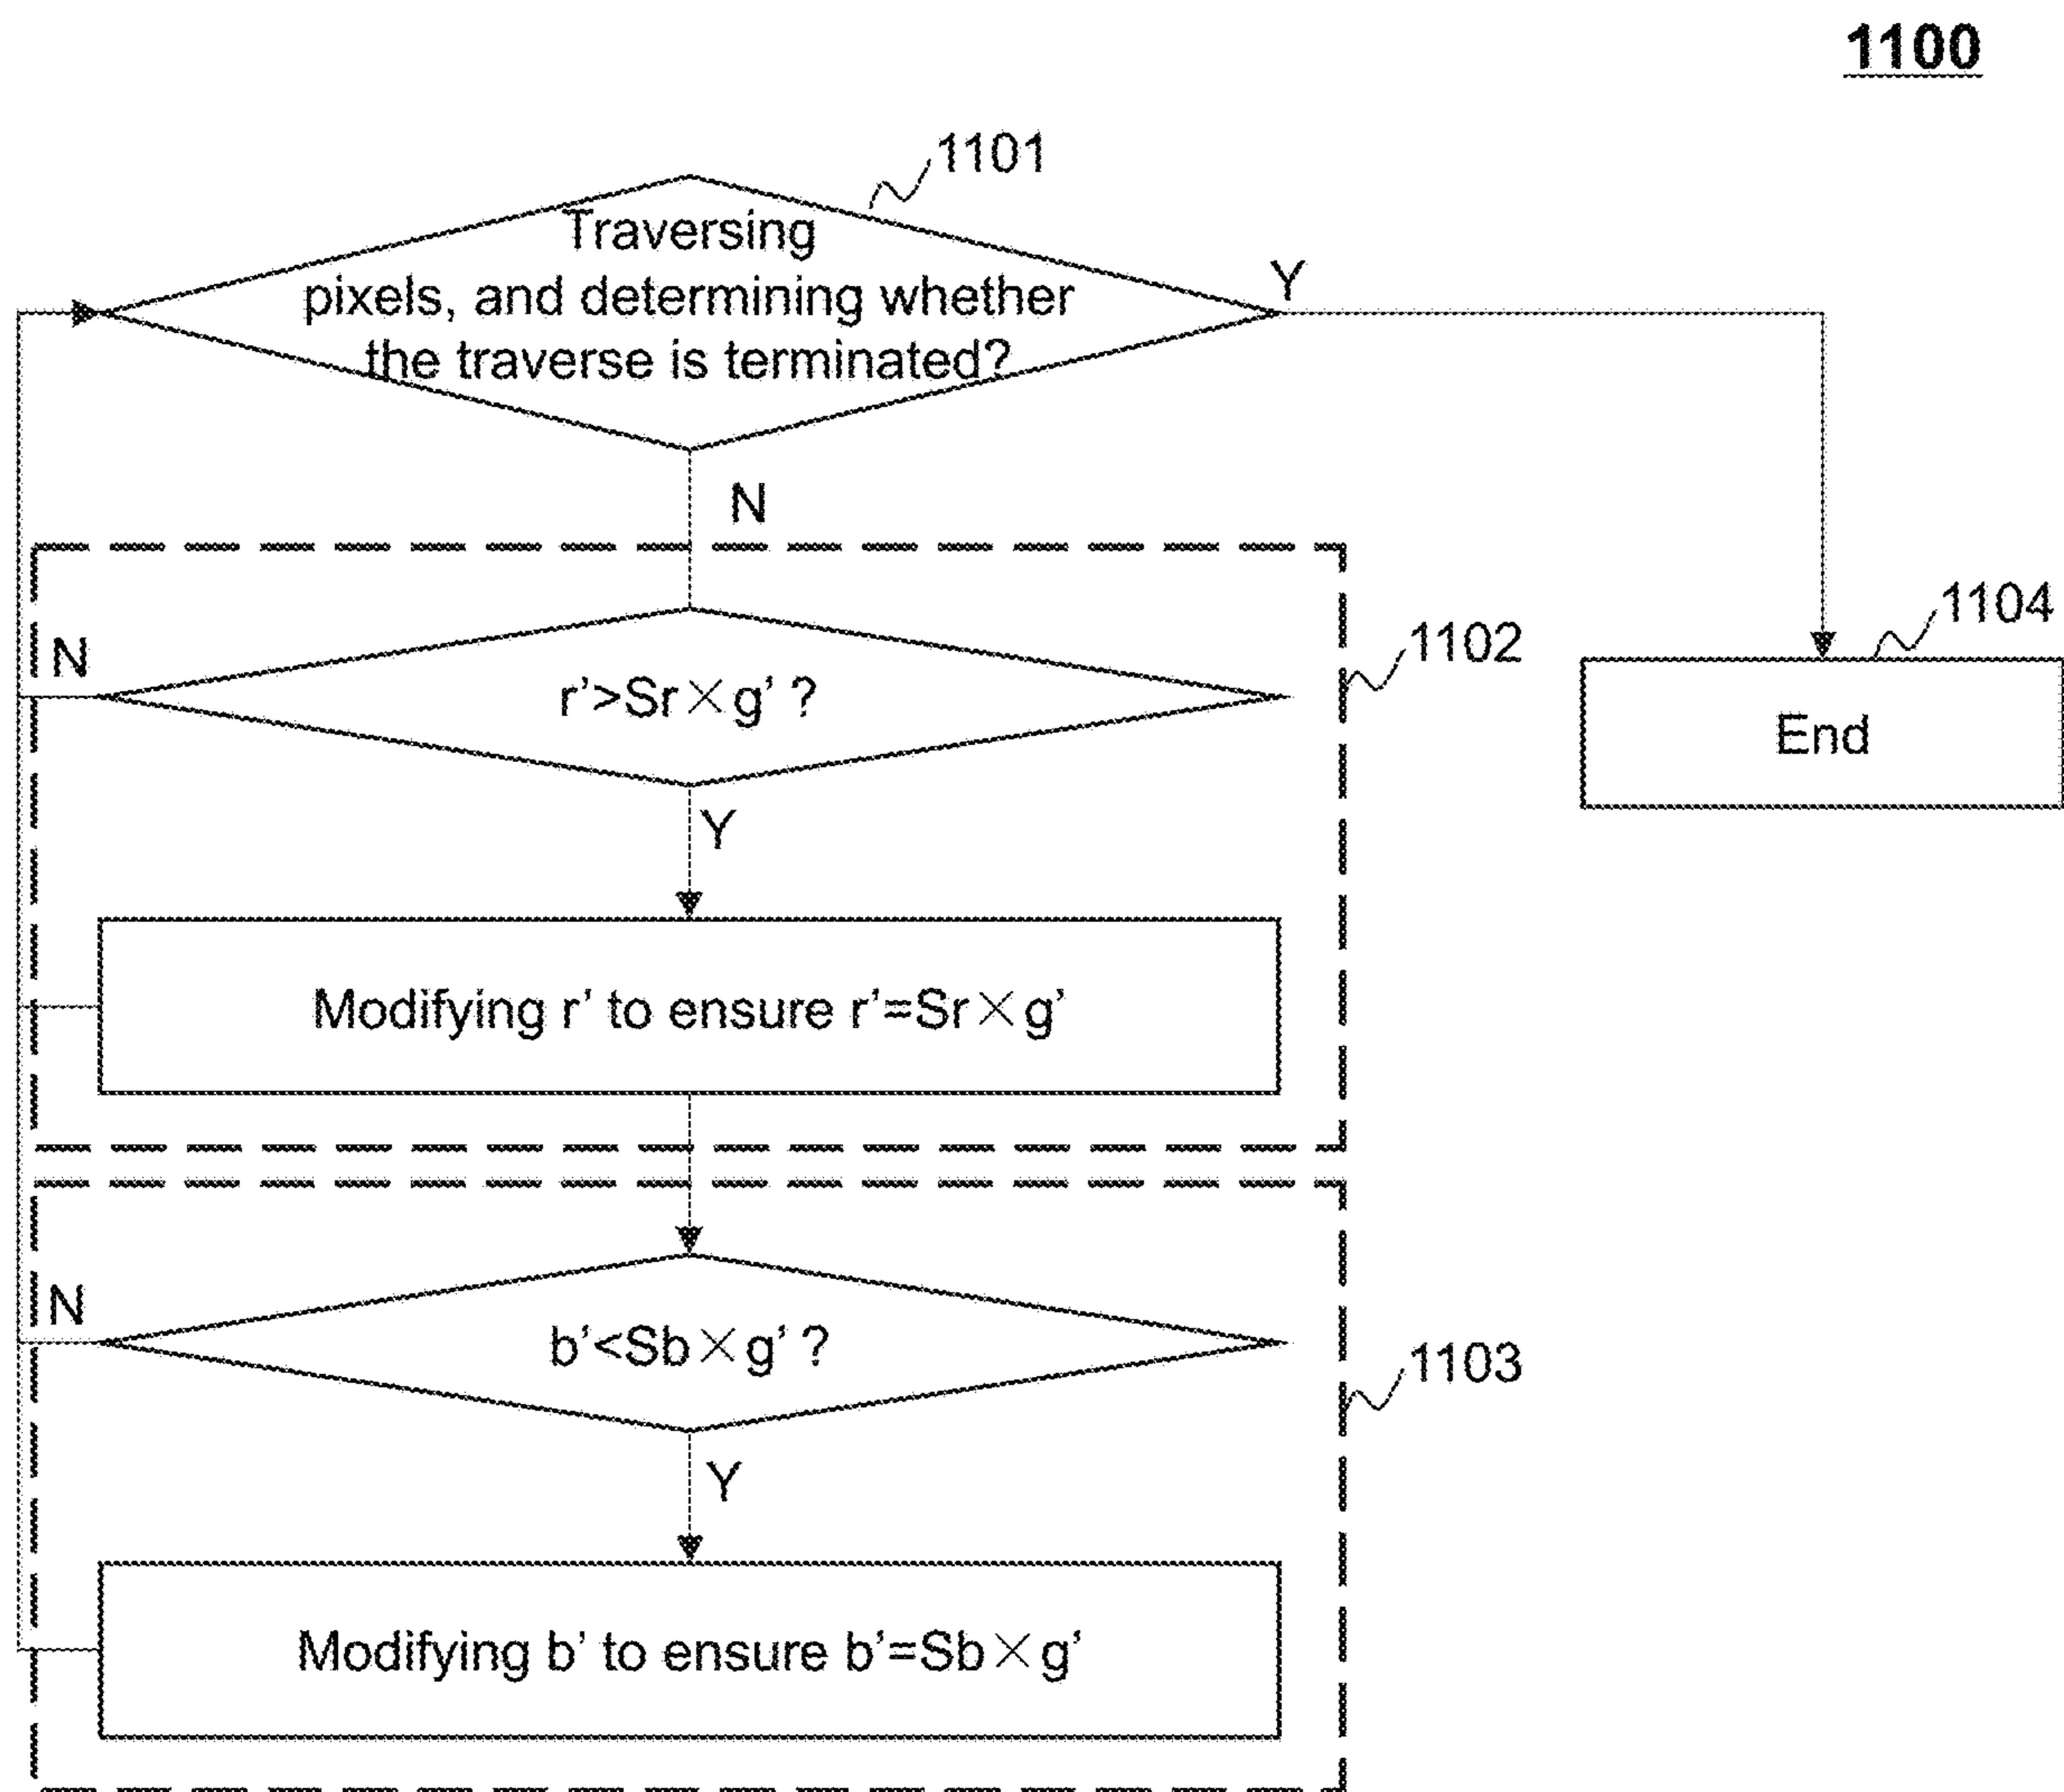 1100
1101
Traversing
pixels, and determining whether
the traverse is terminated?
Y
N
1102
1104
N
r’>Sr×g’ ?
End
Y
Modifying r’ to ensure r’=Sr×g’
N
b’<Sb×g’ ?
1103
Y
Modifying b’ to ensure b’=Sb×g’